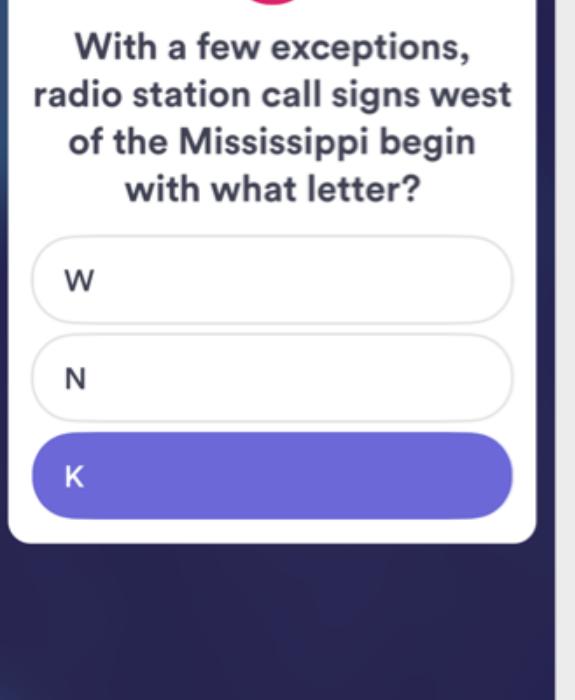 With a few exceptions,
radio station call signs west
of the Mississippi begin
with what letter?
W
N
K